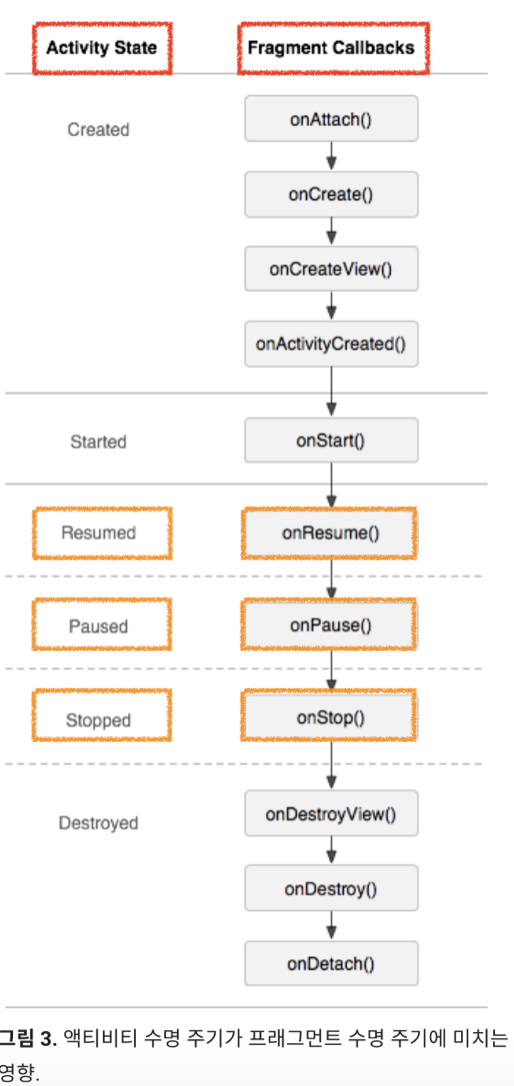 Activity State Fragment Callbacks
Created
onAttach()
onCreate()
onCreateView()
onActivityCreated()
Started
onStart()
Resumed
onResume()
Paused
onPause()
Stopped
onStop()
Destroyed
onDestroyView()
onDestroy()
onDetach()
그림 3. 액티비티 수명 주기가 프래그먼트 수명 주기에 미치는
영향.